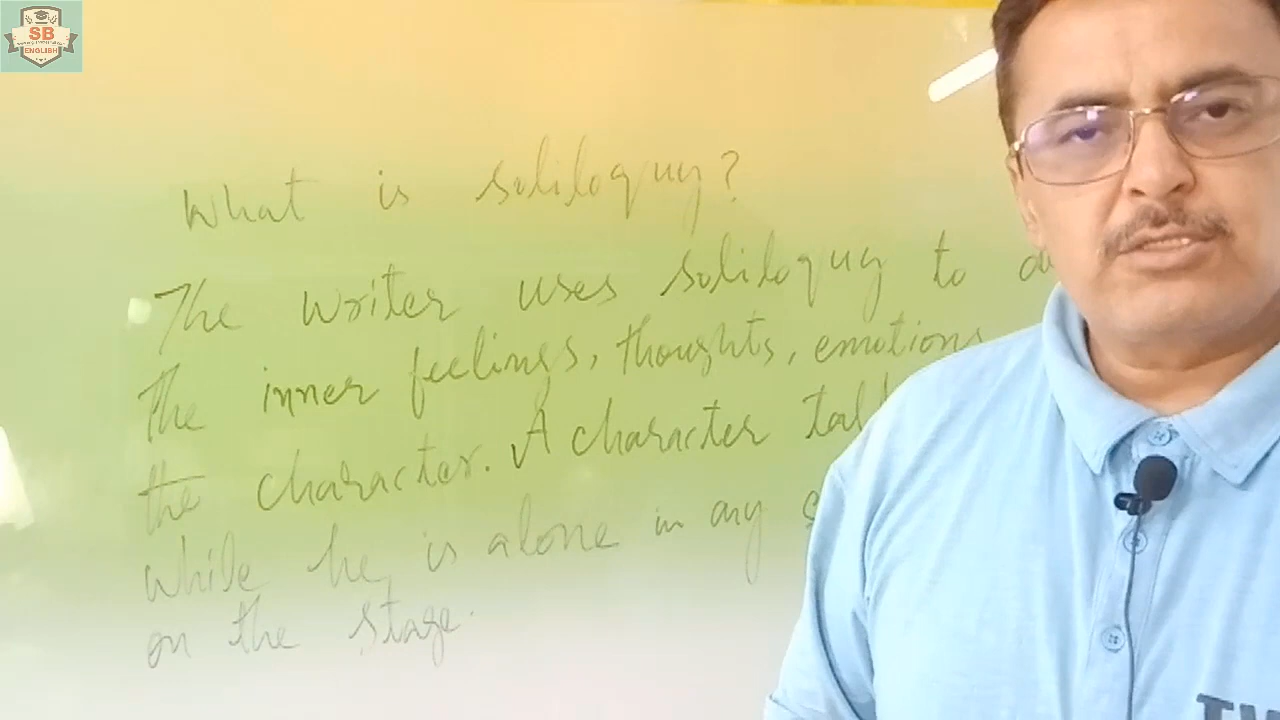 SB
ENGLISH
What is soliloquy?
The writer uses soliloquy to
the inner feelings, thoughts, emotions
the character. A character
while he is alone in any
on the stage.